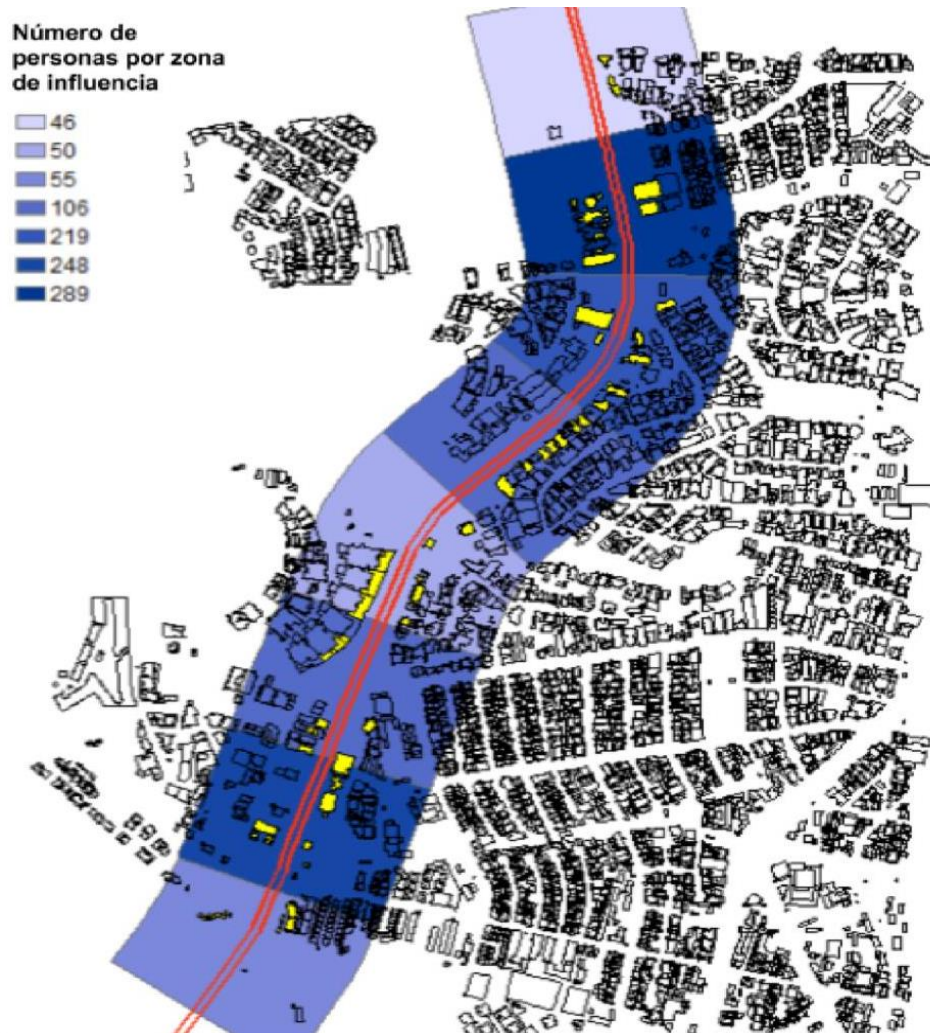 Número de
personas por zona
de influencia
46
50
55
106
219
248
289